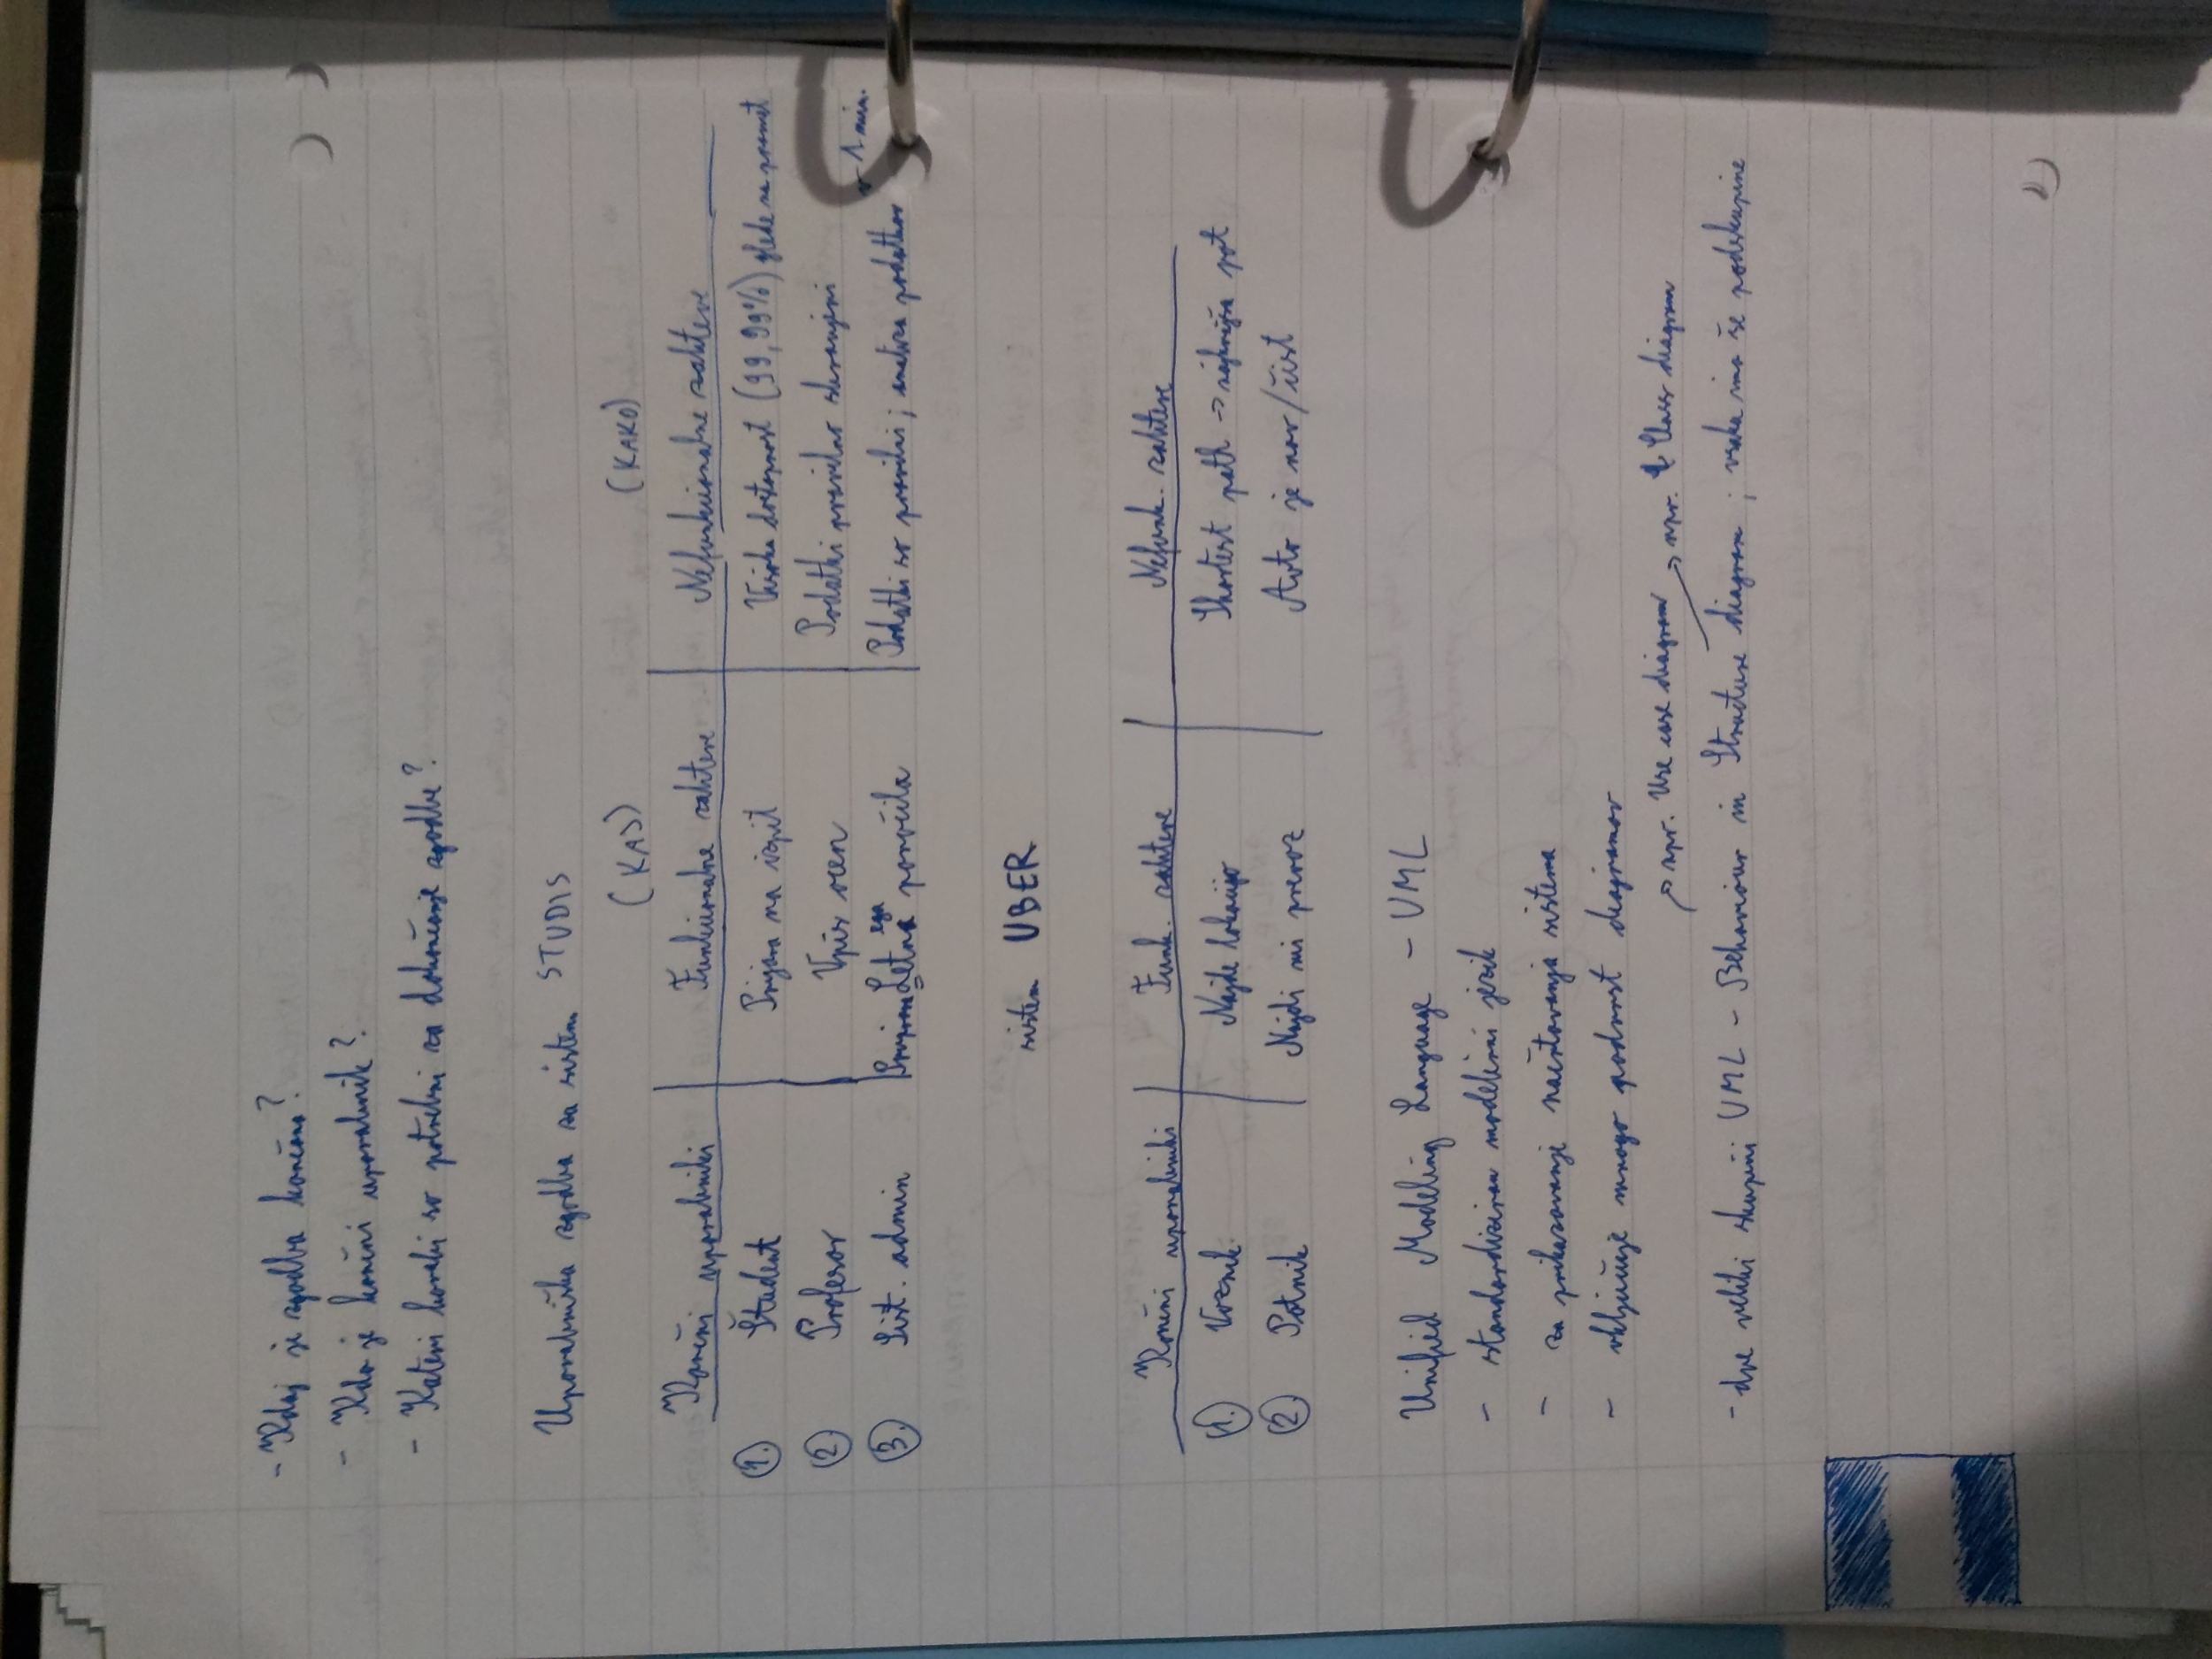 - Kdaj je zgodba končana?
- Kdo je končni uporabnik?
- Kateri koraki so potrebni za dokončanje zgodbe?
Uporabniška zgodba za sistem STUDIS
(KAJ) (KAKO)
Končni uporabniki Funkcionalne zahteve Nefunkcionalne zahteve
1. Študent Prijava na izpit Visoka dostopnost (99,99%) glede na promet
2. Profesor Vpis ocen Podatki pravilno shranjeni
3. Sist. admin Priprava Letnega poročila Podatki so pravilni; analiza podatkov v 1 min.
sistem UBER
Končni uporabniki Funk. zahteve Nefunk. zahteve
1. Voznik Najde lokacijo Shortest path -> najkrajša pot
2. Potnik Najdi mi prevoz Avto je nov/čist
Unified Modeling Language - UML
- standardiziran modelirni jezik
- za prikazovanje načrtovanja sistema
- vključuje mnogo podvrst diagramov
-> npr. Use case diagram -> npr. Class diagram
- dve veliki skupini UML - Behaviour in Structure diagram ; vsaka ima še podskupine